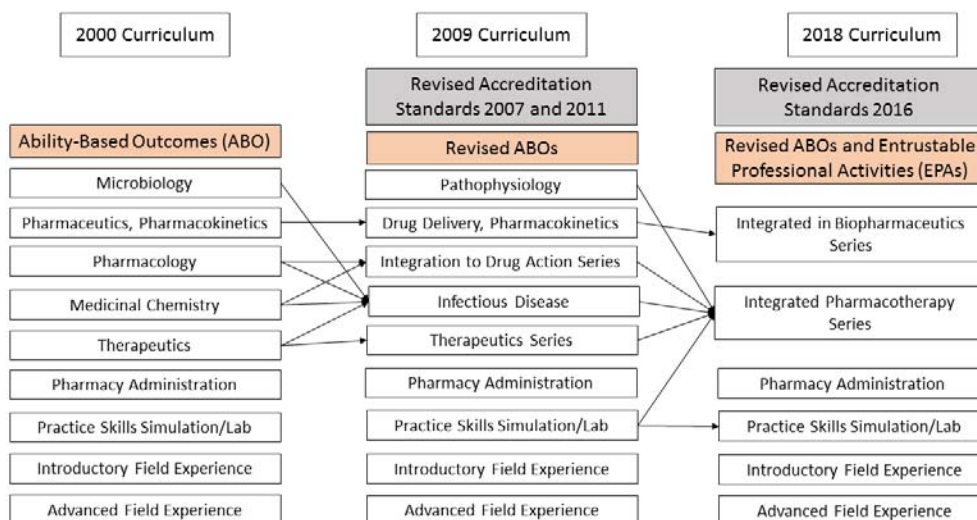 2000 Curriculum
2009 Curriculum
2018 Curriculum
Revised Accreditation
Standards 2007 and 2011
Revised Accreditation
Standards 2016
Ability-Based Outcomes (ABO)
Revised ABOs
Revised ABOs and Entrustable
Professional Activities (EPAs)
Microbiology
Pharmaceutics, Pharmacokinetics
Pharmacology
Medicinal Chemistry
Therapeutics
Pharmacy Administration
Practice Skills Simulation/Lab
Introductory Field Experience
Advanced Field Experience
Pathophysiology
Drug Delivery, Pharmacokinetics
Integration to Drug Action Series
Infectious Disease
Therapeutics Series
Pharmacy Administration
Practice Skills Simulation/Lab
Introductory Field Experience
Advanced Field Experience
Integrated in Biopharmaceutics
Series
Integrated Pharmacotherapy
Series
Pharmacy Administration
Practice Skills Simulation/Lab
Introductory Field Experience
Advanced Field Experience